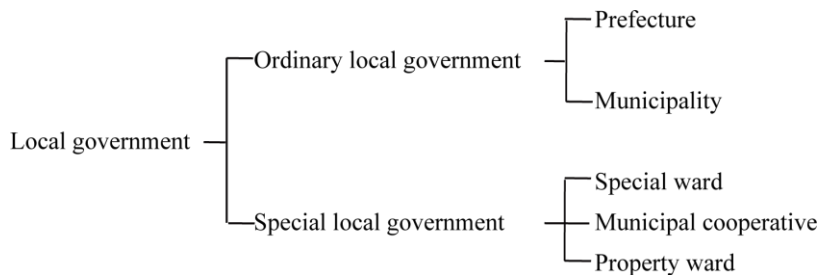 Prefecture
Ordinary local government
Municipality
Local government
Special ward
Special local government
Municipal cooperative
Property ward